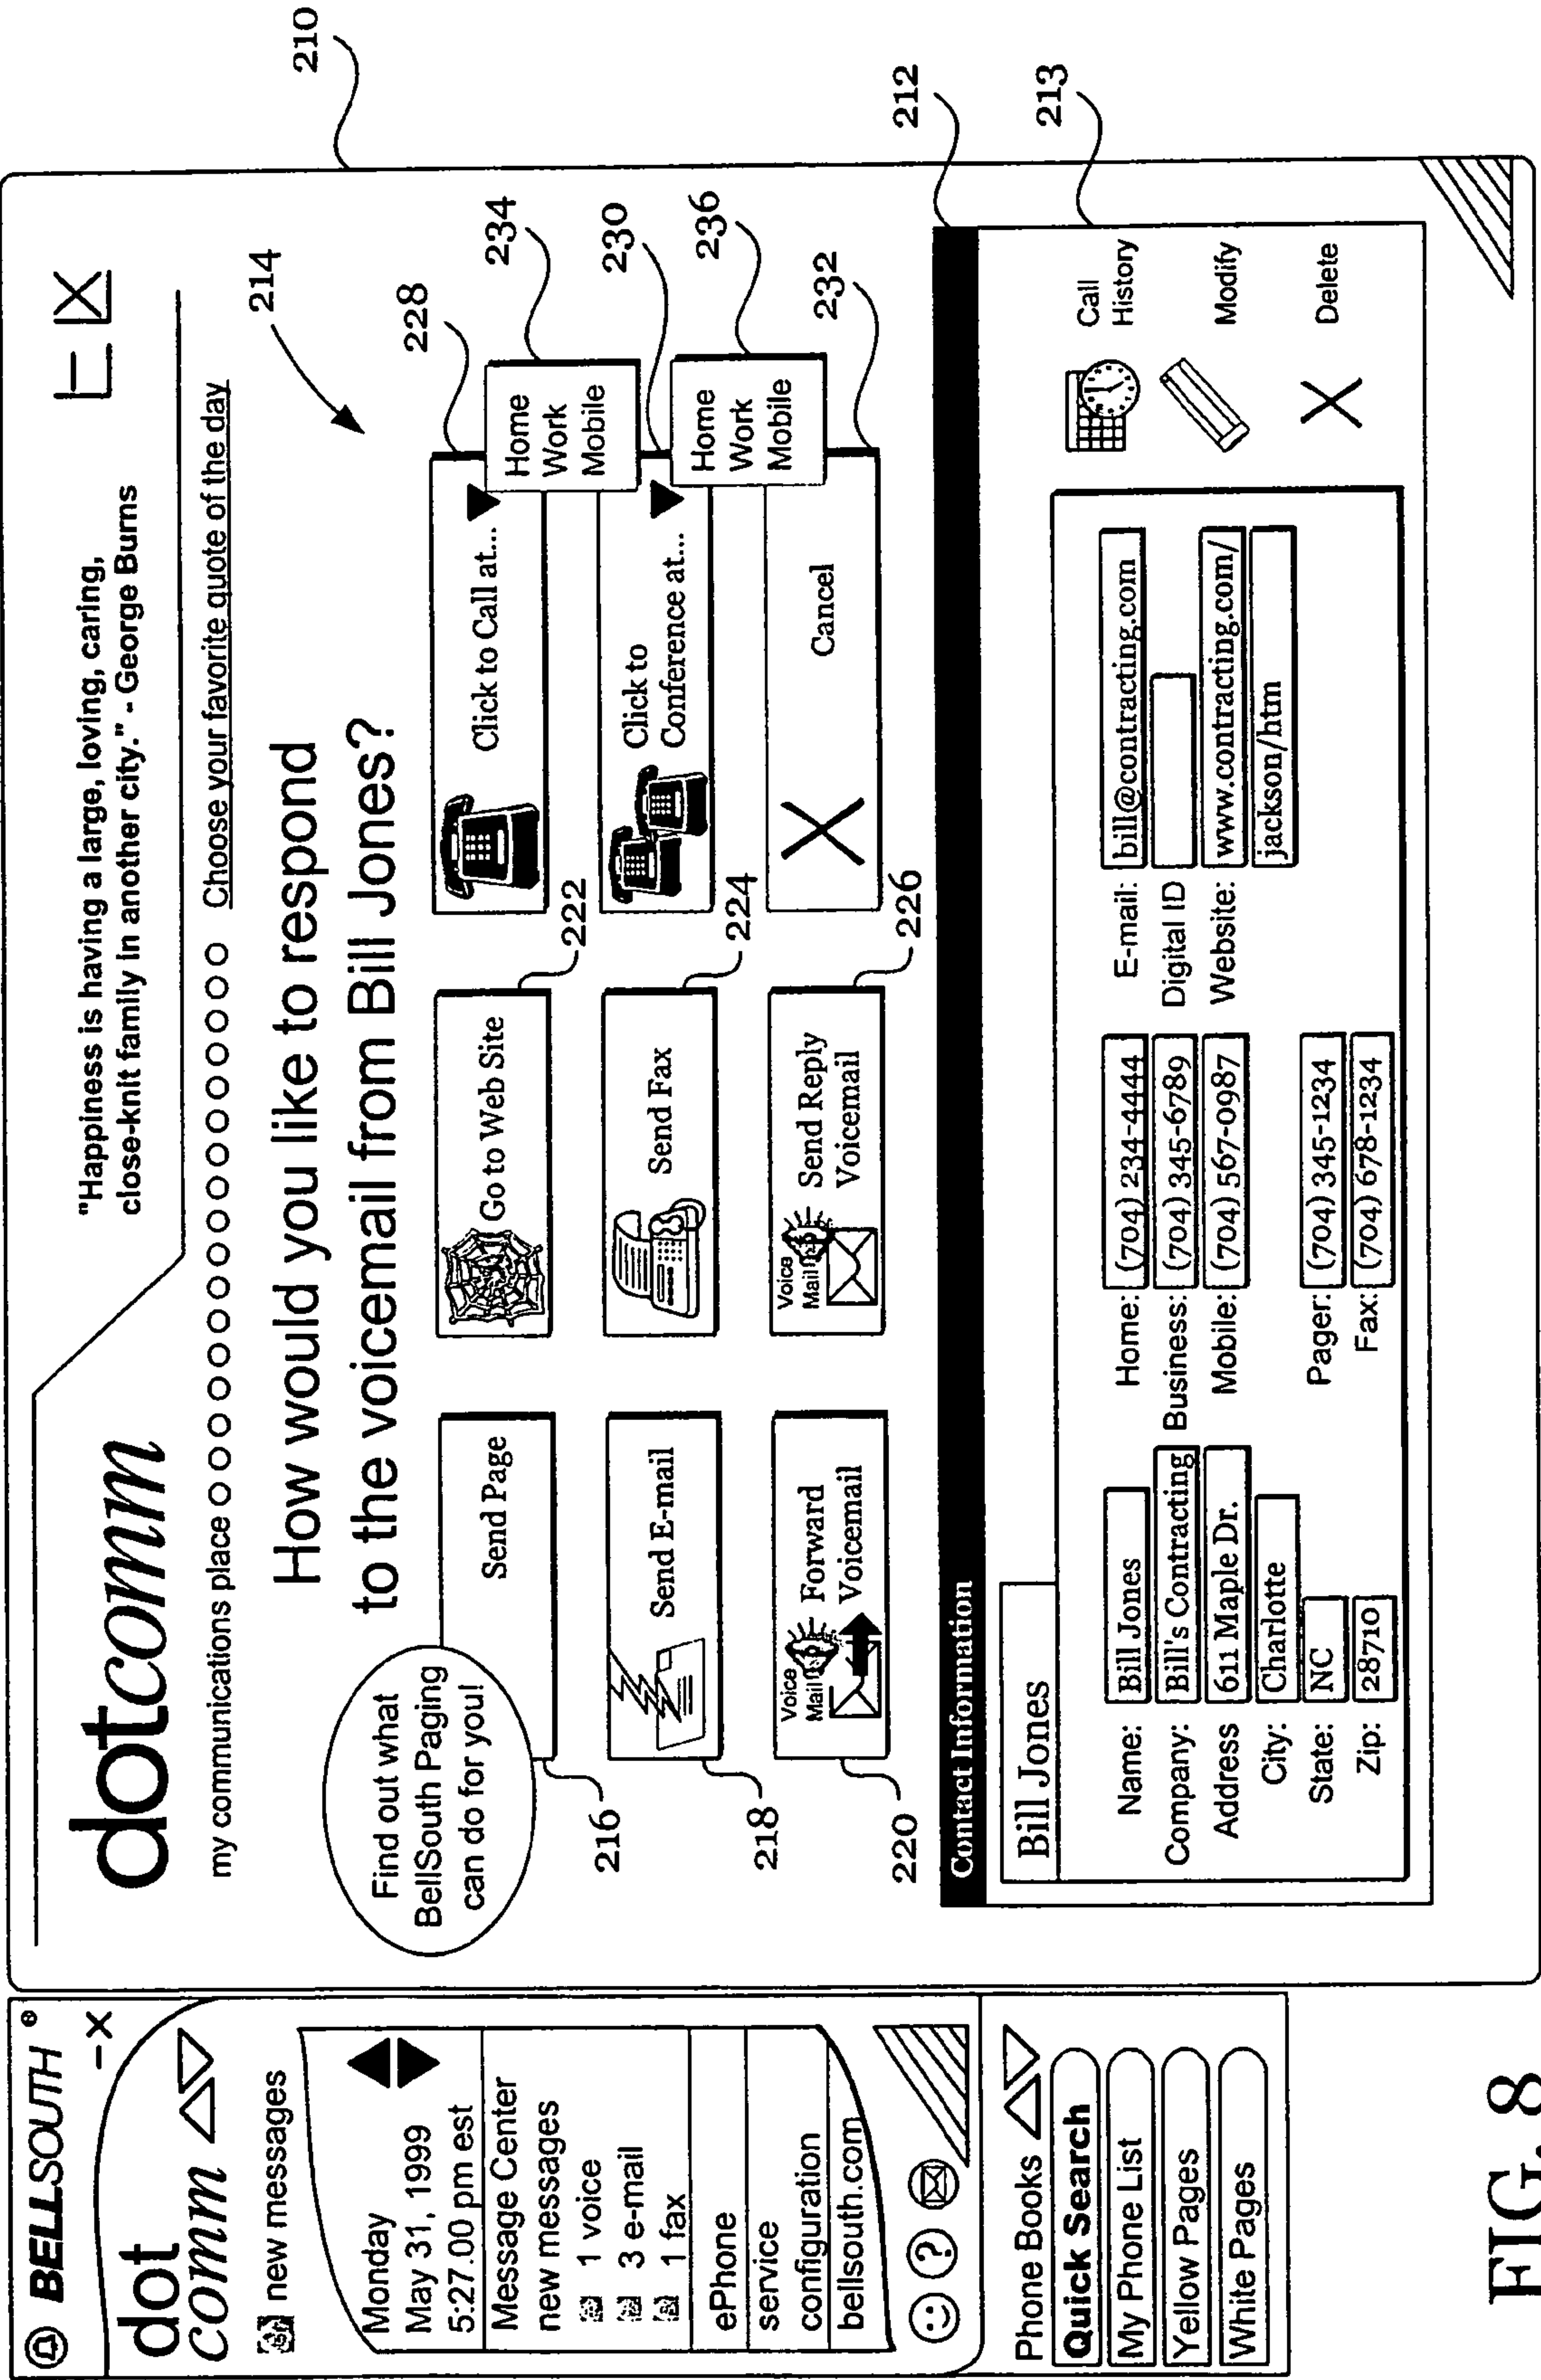 BELLSOUTH ®
– X
dot
comm
new messages
Monday
May 31, 1999
5:27.00 pm est
Message Center
new messages
1 voice
3 e-mail
1 fax
ePhone
service
configuration
bellsouth.com
?
Phone Books
Quick Search
My Phone List
Yellow Pages
White Pages
dotcomm
"Happiness is having a large, loving, caring,
close-knit family in another city." - George Burns
my communications place
Choose your favorite quote of the day
How would you like to respond
to the voicemail from Bill Jones?
Find out what
BellSouth Paging
can do for you!
Send Page
Send E-mail
Voice
Mail
Forward
Voicemail
Go to Web Site
Send Fax
Voice
Mail
Send Reply
Voicemail
Click to Call at...
Home
Work
Mobile
Click to
Conference at...
Home
Work
Mobile
Cancel
210
214
228
234
230
236
232
222
224
226
216
218
220
212
213
Contact Information
Bill Jones
Name: Bill Jones
Company: Bill's Contracting
Address 611 Maple Dr.
City: Charlotte
State: NC
Zip: 28710
Home: (704) 234-4444
Business: (704) 345-6789
Mobile: (704) 567-0987
Pager: (704) 345-1234
Fax: (704) 678-1234
E-mail: bill@contracting.com
Digital ID
Website: www.contracting.com/
jackson/htm
Call
History
Modify
Delete
FIG. 8